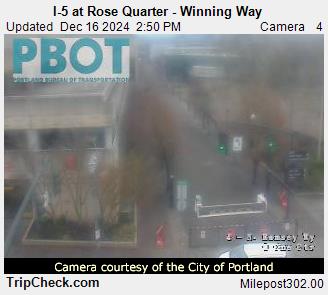 I-5 at Rose Quarter - Winning Way
Updated Dec 16 2024 2:50 PM Camera 4
PBOT
PORTLAND BUREAU OF TRANSPORTATION
Camera courtesy of the City of Portland
TripCheck.com Milepost302.00